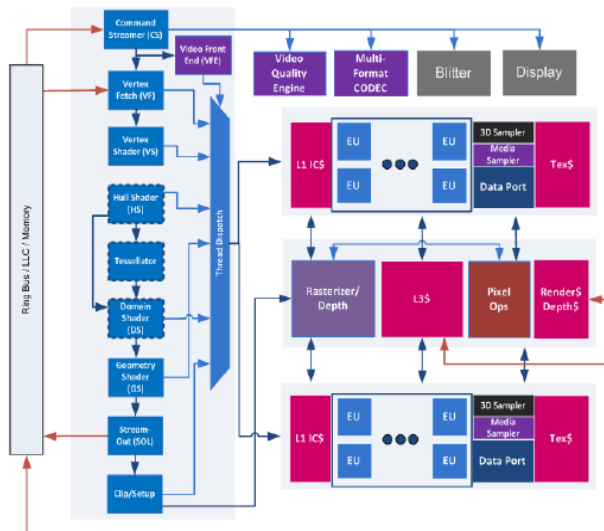 Command
Streamer (CS)
Video Front
End (VFE)
Video
Quality
Engine
Multi-
Format
CODEC
Blitter
Display
Ring Bus / LLC / Memory
Vertex
Fetch (VF)
Vertex
Shader (VS)
Hull Shader
(HS)
Tessellator
Domain
Shader
(DS)
Geometry
Shader
(GS)
Stream-
Out (SOL)
Clip/Setup
Thread Dispatch
L1 IC$
EU
EU
EU
EU
3D Sampler
Media
Sampler
Data Port
Tex$
Rasterizer/
Depth
L3$
Pixel
Ops
Render$
Depth$
L1 IC$
EU
EU
EU
EU
3D Sampler
Media
Sampler
Data Port
Tex$